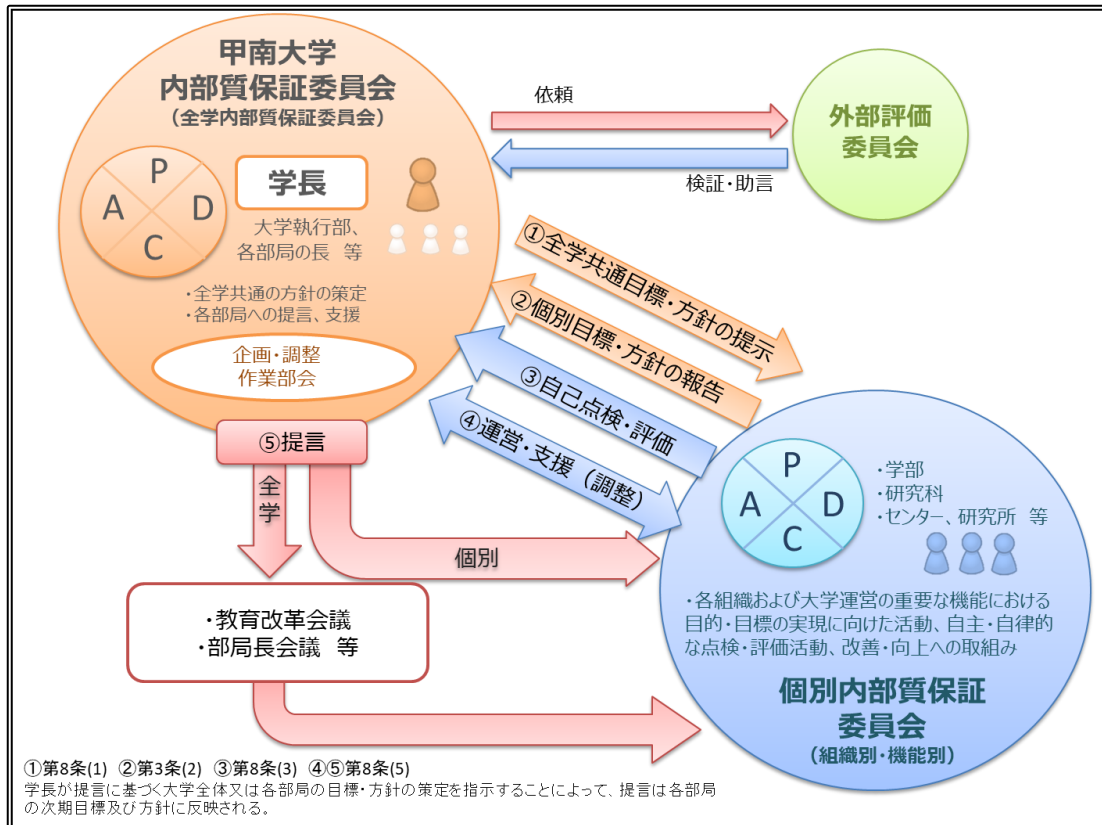 甲南大学
内部質保証委員会
（全学内部質保証委員会）
P
A
D
C
学長
大学執行部、
各部局の長　等
・全学共通の方針の策定
・各部局への提言、支援
企画・調整
作業部会
依頼
検証・助言
外部評価
委員会
①全学共通目標・方針の提示
②個別目標・方針の報告
③自己点検・評価
④運営・支援（調整）
⑤提言
全学
個別
・教育改革会議
・部局長会議 等
P
A
D
C
・学部
・研究科
・センター、研究所　等
・各組織および大学運営の重要な機能における
目的・目標の実現に向けた活動、自主・自律的
な点検・評価活動、改善・向上への取組み
個別内部質保証
委員会
（組織別・機能別）
①第8条(1) ②第3条(2) ③第8条(3) ④⑤第8条(5)
学長が提言に基づく大学全体又は各部局の目標・方針の策定を指示することによって、提言は各部局
の次期目標及び方針に反映される。